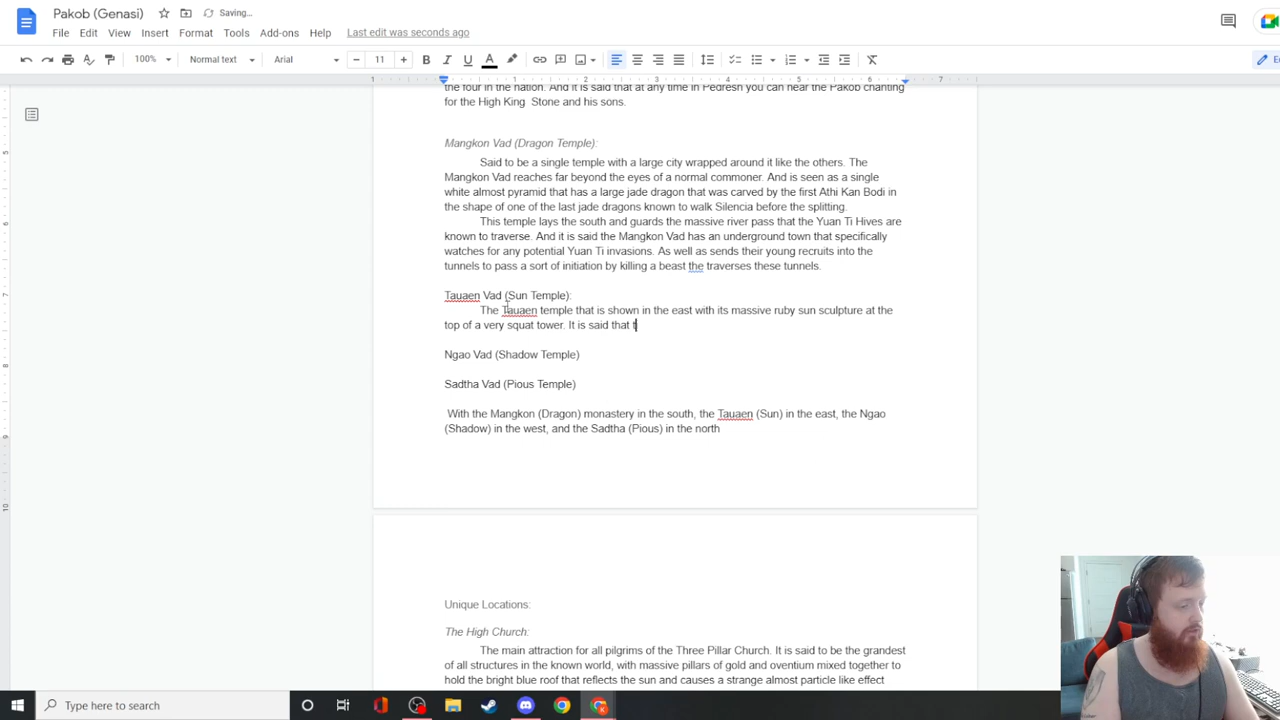 Pakob (Genasi)
Saving...
File Edit View Insert Format Tools Add-ons Help Last edit was seconds ago
100% Normal text Arial 11
1 1 2 3 4 5 6 7
the four in the nation. And it is said that at any time in Pedresh you can hear the Pakob chanting
for the High King Stone and his sons.
Mangkon Vad (Dragon Temple):
Said to be a single temple with a large city wrapped around it like the others. The
Mangkon Vad reaches far beyond the eyes of a normal commoner. And is seen as a single
white almost pyramid that has a large jade dragon that was carved by the first Athi Kan Bodi in
the shape of one of the last jade dragons known to walk Silencia before the splitting.
This temple lays the south and guards the massive river pass that the Yuan Ti Hives are
known to traverse. And it is said the Mangkon Vad has an underground town that specifically
watches for any potential Yuan Ti invasions. As well as sends their young recruits into the
tunnels to pass a sort of initiation by killing a beast the traverses these tunnels.
Tauaen Vad (Sun Temple):
The Tauaen temple that is shown in the east with its massive ruby sun sculpture at the
top of a very squat tower. It is said that t
Ngao Vad (Shadow Temple)
Sadtha Vad (Pious Temple)
With the Mangkon (Dragon) monastery in the south, the Tauaen (Sun) in the east, the Ngao
(Shadow) in the west, and the Sadtha (Pious) in the north
Unique Locations:
The High Church:
The main attraction for all pilgrims of the Three Pillar Church. It is said to be the grandest
of all structures in the known world, with massive pillars of gold and oventium mixed together to
hold the bright blue roof that reflects the sun and causes a strange almost particle like effect
Type here to search